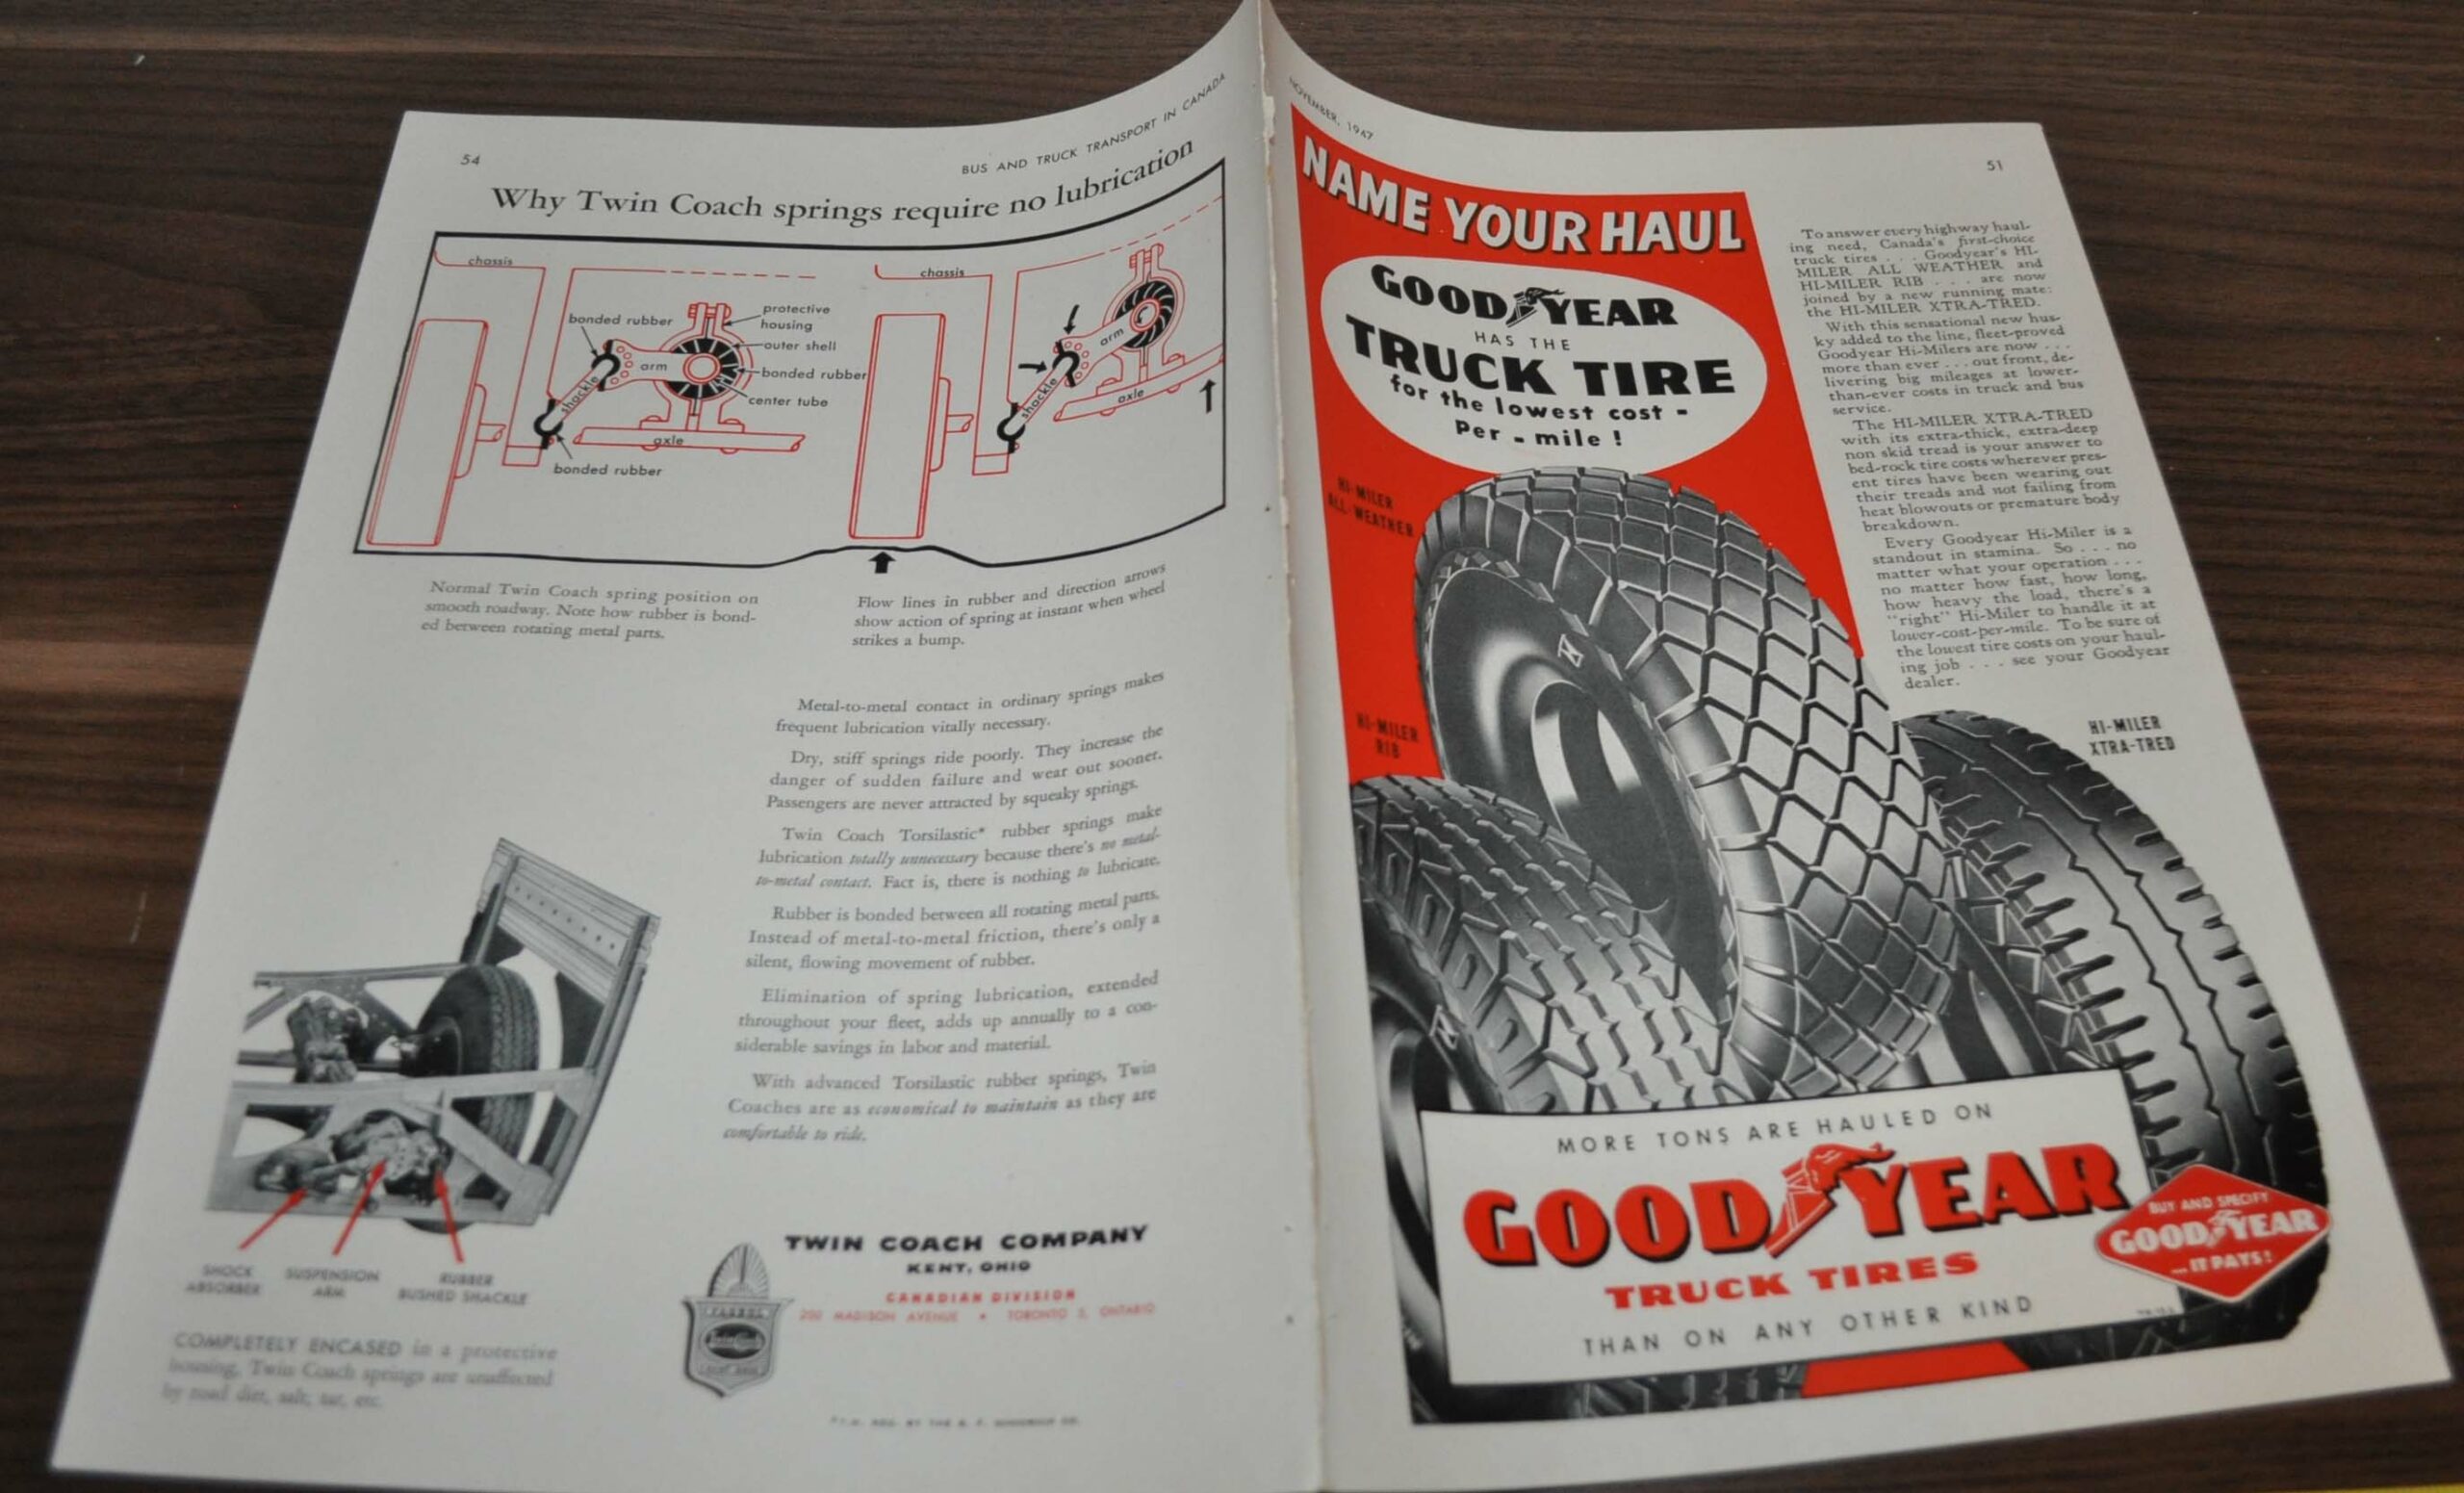 54
BUS AND TRUCK TRANSPORT IN CANADA
Why Twin Coach springs require no lubrication
chassis
bonded rubber
protective
housing
outer shell
arm
bonded rubber
shackle
center tube
axle
bonded rubber
chassis
arm
shackle
axle
Normal Twin Coach spring position on
smooth roadway. Note how rubber is bond-
ed between rotating metal parts.
Flow lines in rubber and direction arrows
show action of spring at instant when wheel
strikes a bump.
Metal-to-metal contact in ordinary springs makes
frequent lubrication vitally necessary.
Dry, stiff springs ride poorly. They increase the
danger of sudden failure and wear out sooner.
Passengers are never attracted by squeaky springs.
Twin Coach Torsilastic* rubber springs make
lubrication totally unnecessary because there's no metal-
to-metal contact. Fact is, there is nothing to lubricate.
Rubber is bonded between all rotating metal parts.
Instead of metal-to-metal friction, there's only a
silent, flowing movement of rubber.
Elimination of spring lubrication, extended
throughout your fleet, adds up annually to a con-
siderable savings in labor and material.
With advanced Torsilastic rubber springs, Twin
Coaches are as economical to maintain as they are
comfortable to ride.
SHOCK
ABSORBER
SUSPENSION
ARM
RUBBER
BUSHED SHACKLE
COMPLETELY ENCASED in a protective
housing, Twin Coach springs are unaffected
by road dirt, salt, tar, etc.
TWIN COACH COMPANY
KENT, OHIO
CANADIAN DIVISION
200 MADISON AVENUE • TORONTO 5, ONTARIO
Twin Coach
NOVEMBER, 1947
51
NAME YOUR HAUL
GOODYEAR
HAS THE
TRUCK TIRE
for the lowest cost -
Per - mile !
HI-MILER
ALL-WEATHER
HI-MILER
RIB
To answer every highway haul-
ing need, Canada's first-choice
truck tires . . . Goodyear's HI-
MILER ALL WEATHER and
HI-MILER RIB . . . are now
joined by a new running mate:
the HI-MILER XTRA-TRED.
With this sensational new hus-
ky added to the line, fleet-proved
Goodyear Hi-Milers are now . . .
more than ever . . . out front, de-
livering big mileages at lower-
than-ever costs in truck and bus
service.
The HI-MILER XTRA-TRED
with its extra-thick, extra-deep
non skid tread is your answer to
bed-rock tire costs wherever pres-
ent tires have been wearing out
their treads and not failing from
heat blowouts or premature body
breakdown.
Every Goodyear Hi-Miler is a
standout in stamina. So . . . no
matter what your operation . . .
no matter how fast, how long,
how heavy the load, there's a
"right" Hi-Miler to handle it at
lower-cost-per-mile. To be sure of
the lowest tire costs on your haul-
ing job . . . see your Goodyear
dealer.
HI-MILER
XTRA-TRED
MORE TONS ARE HAULED ON
GOODYEAR
TRUCK TIRES
THAN ON ANY OTHER KIND
BUY AND SPECIFY
GOODYEAR
...IT PAYS!